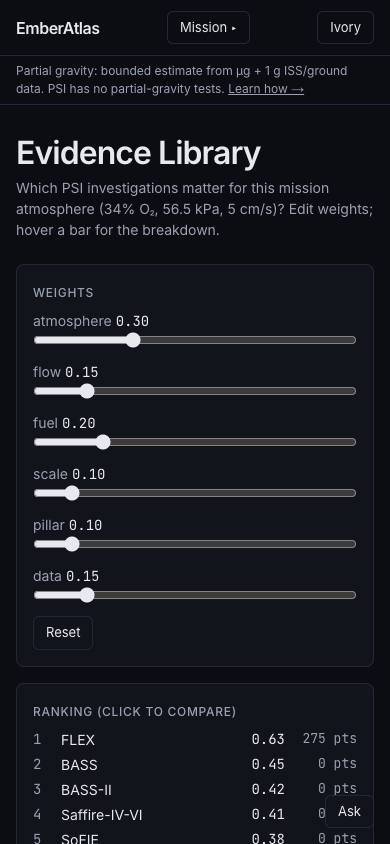 EmberAtlas
Mission ▸
Ivory
Partial gravity: bounded estimate from µg + 1 g ISS/ground
data. PSI has no partial-gravity tests. Learn how →
Evidence Library
Which PSI investigations matter for this mission
atmosphere (34% O₂, 56.5 kPa, 5 cm/s)? Edit weights;
hover a bar for the breakdown.
WEIGHTS
atmosphere 0.30
flow 0.15
fuel 0.20
scale 0.10
pillar 0.10
data 0.15
Reset
RANKING (CLICK TO COMPARE)
1 FLEX 0.63 275 pts
2 BASS 0.45 0 pts
3 BASS-II 0.42 0 pts
4 Saffire-IV-VI 0.41 0
Ask
5 SoFIE 0.38 0 pts